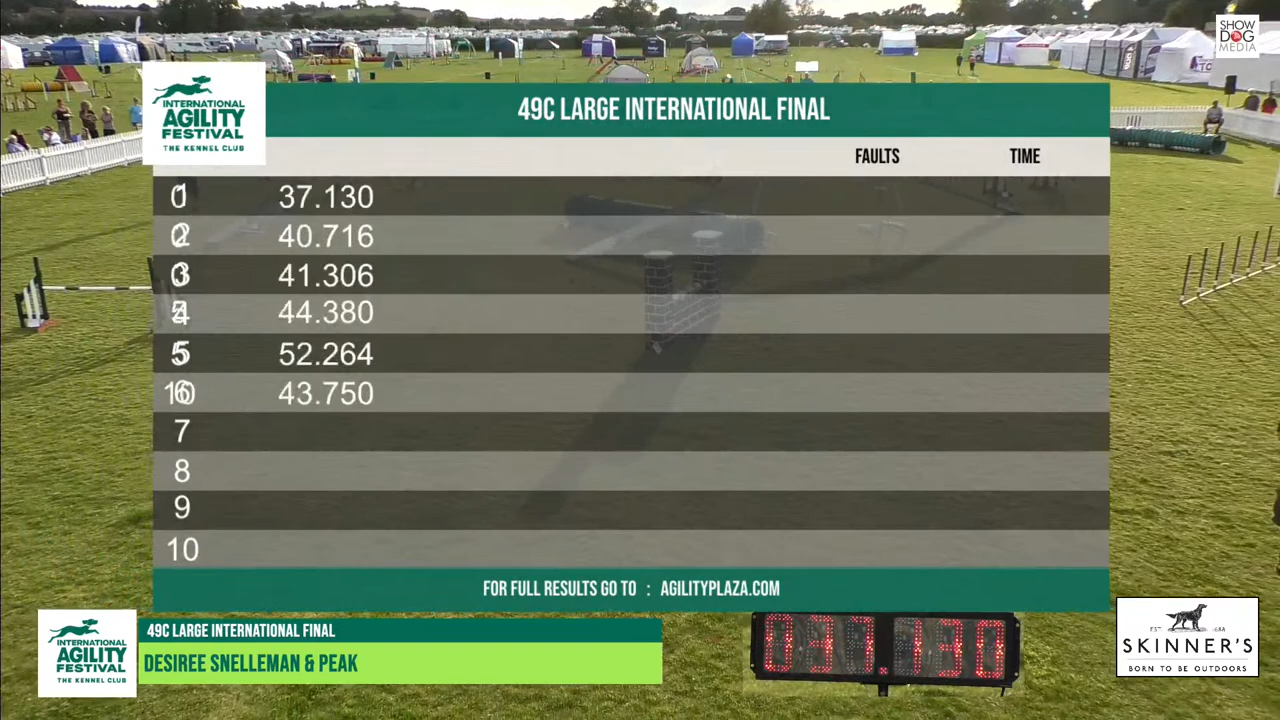 SHOW
DOG
MEDIA
INTERNATIONAL
AGILITY
FESTIVAL
THE KENNEL CLUB
49C LARGE INTERNATIONAL FINAL
FAULTS TIME
37.130
40.716
41.306
44.380
5 52.264
43.750
7
8
9
10
FOR FULL RESULTS GO TO : AGILITYPLAZA.COM
INTERNATIONAL
AGILITY
FESTIVAL
THE KENNEL CLUB
49C LARGE INTERNATIONAL FINAL
DESIREE SNELLEMAN & PEAK
037.130
SKINNER'S
BORN TO BE OUTDOORS